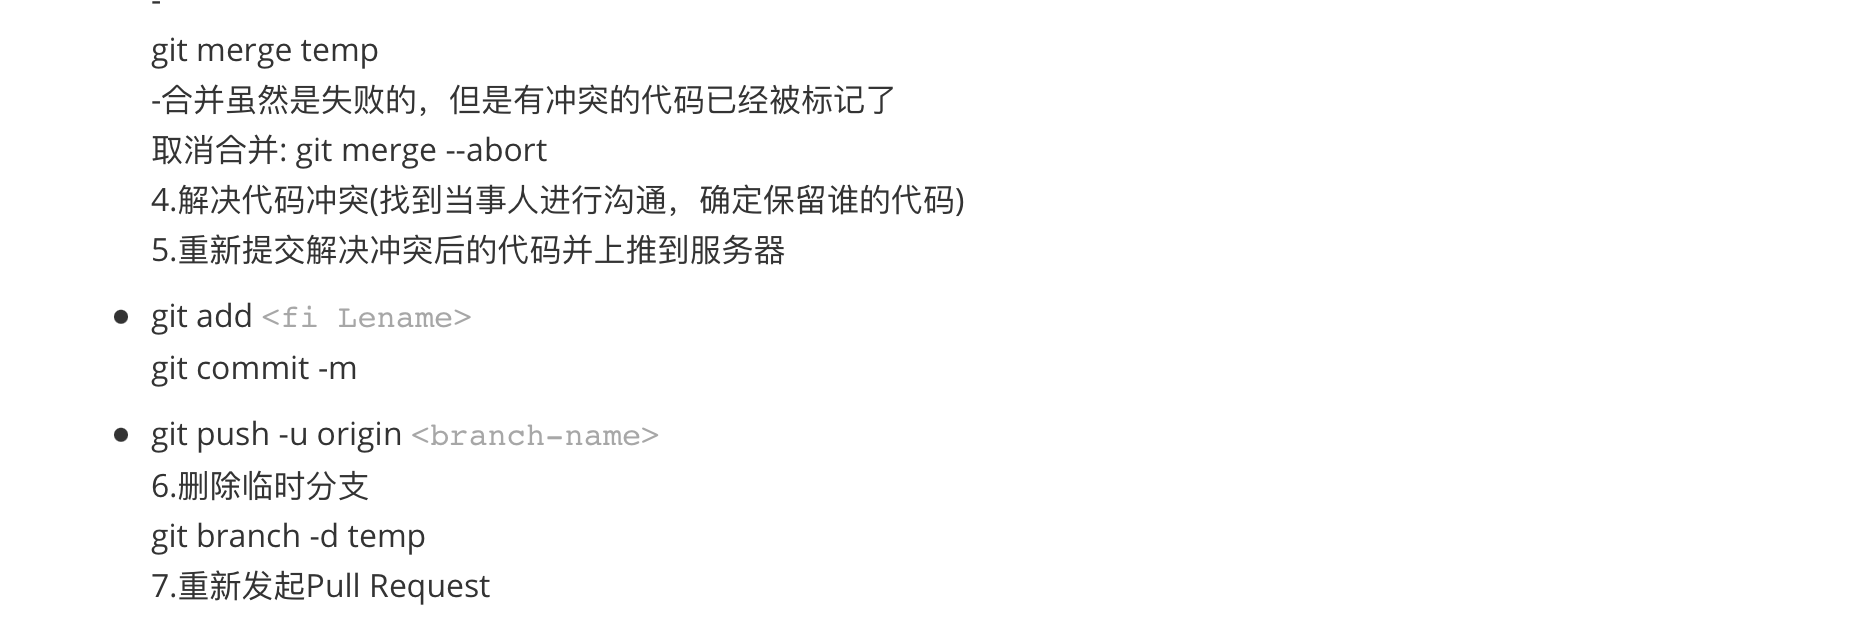 -
git merge temp
-合并虽然是失败的，但是有冲突的代码已经被标记了
取消合并: git merge --abort
4.解决代码冲突(找到当事人进行沟通，确定保留谁的代码)
5.重新提交解决冲突后的代码并上推到服务器
● git add <fi Lename>
git commit -m
● git push -u origin <branch-name>
6.删除临时分支
git branch -d temp
7.重新发起Pull Request